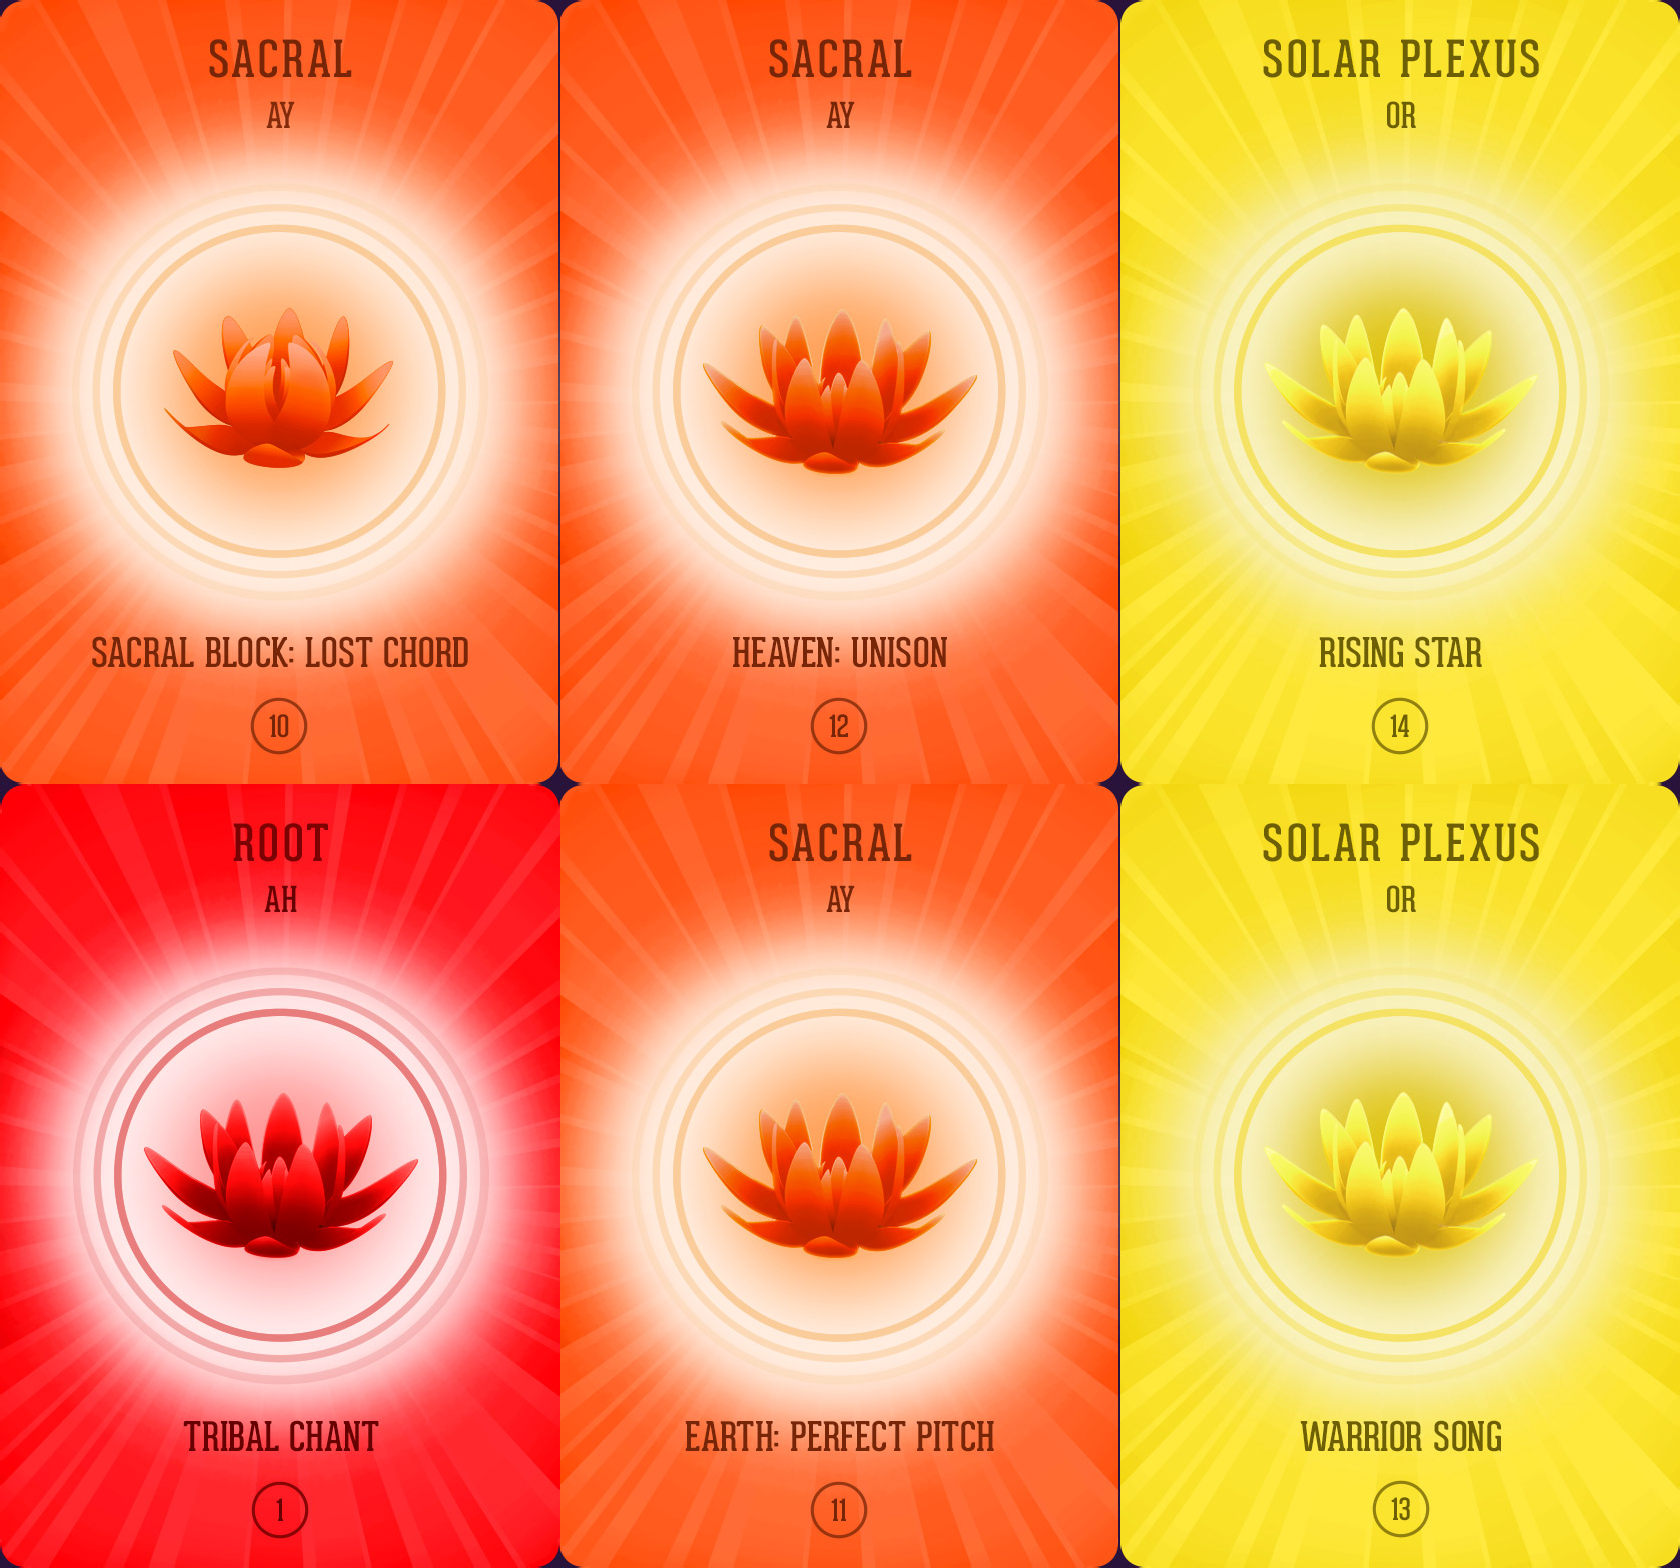 SACRAL
AY
SACRAL BLOCK: LOST CHORD
10
SACRAL
AY
HEAVEN: UNISON
12
SOLAR PLEXUS
OR
RISING STAR
14
ROOT
AH
TRIBAL CHANT
1
SACRAL
AY
EARTH: PERFECT PITCH
11
SOLAR PLEXUS
OR
WARRIOR SONG
13